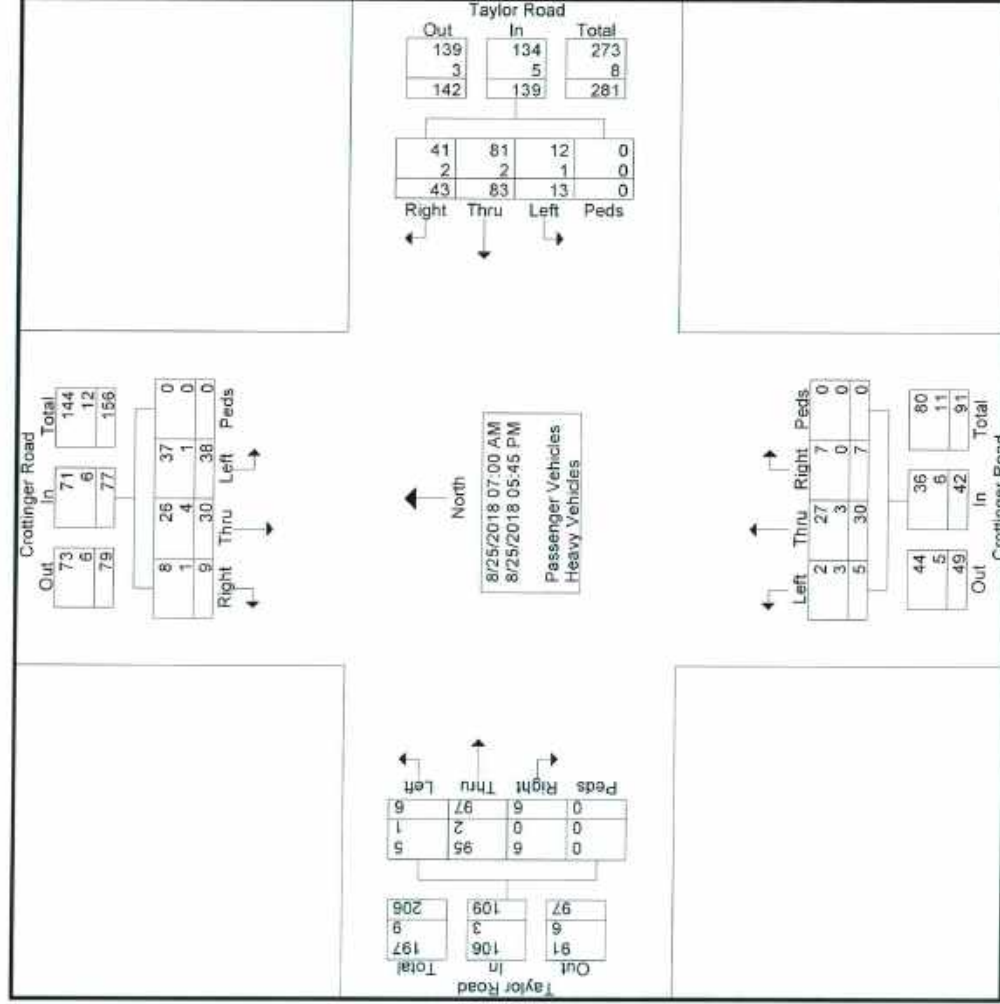 Taylor Road
Out In Total
139 134 273
3 5 8
142 139 281
41 81 12 0
2 2 1 0
43 83 13 0
Right Thru Left Peds
Crottinger Road
Out In Total
73 71 144
6 6 12
79 77 156
8 26 37 0
1 4 1 0
9 30 38 0
Right Thru Left Peds
North
8/25/2018 07:00 AM
8/25/2018 05:45 PM
Passenger Vehicles
Heavy Vehicles
Left Thru Right Peds
2 27 7 0
3 3 0 0
5 30 7 0
44 36 80
5 6 11
49 42 91
Out In Total
Crottinger Road
Left Thru Right Peds
6 97 6 0
1 2 0 0
5 95 6 0
206 109 97
9 3 6
197 106 91
Total In Out
Taylor Road